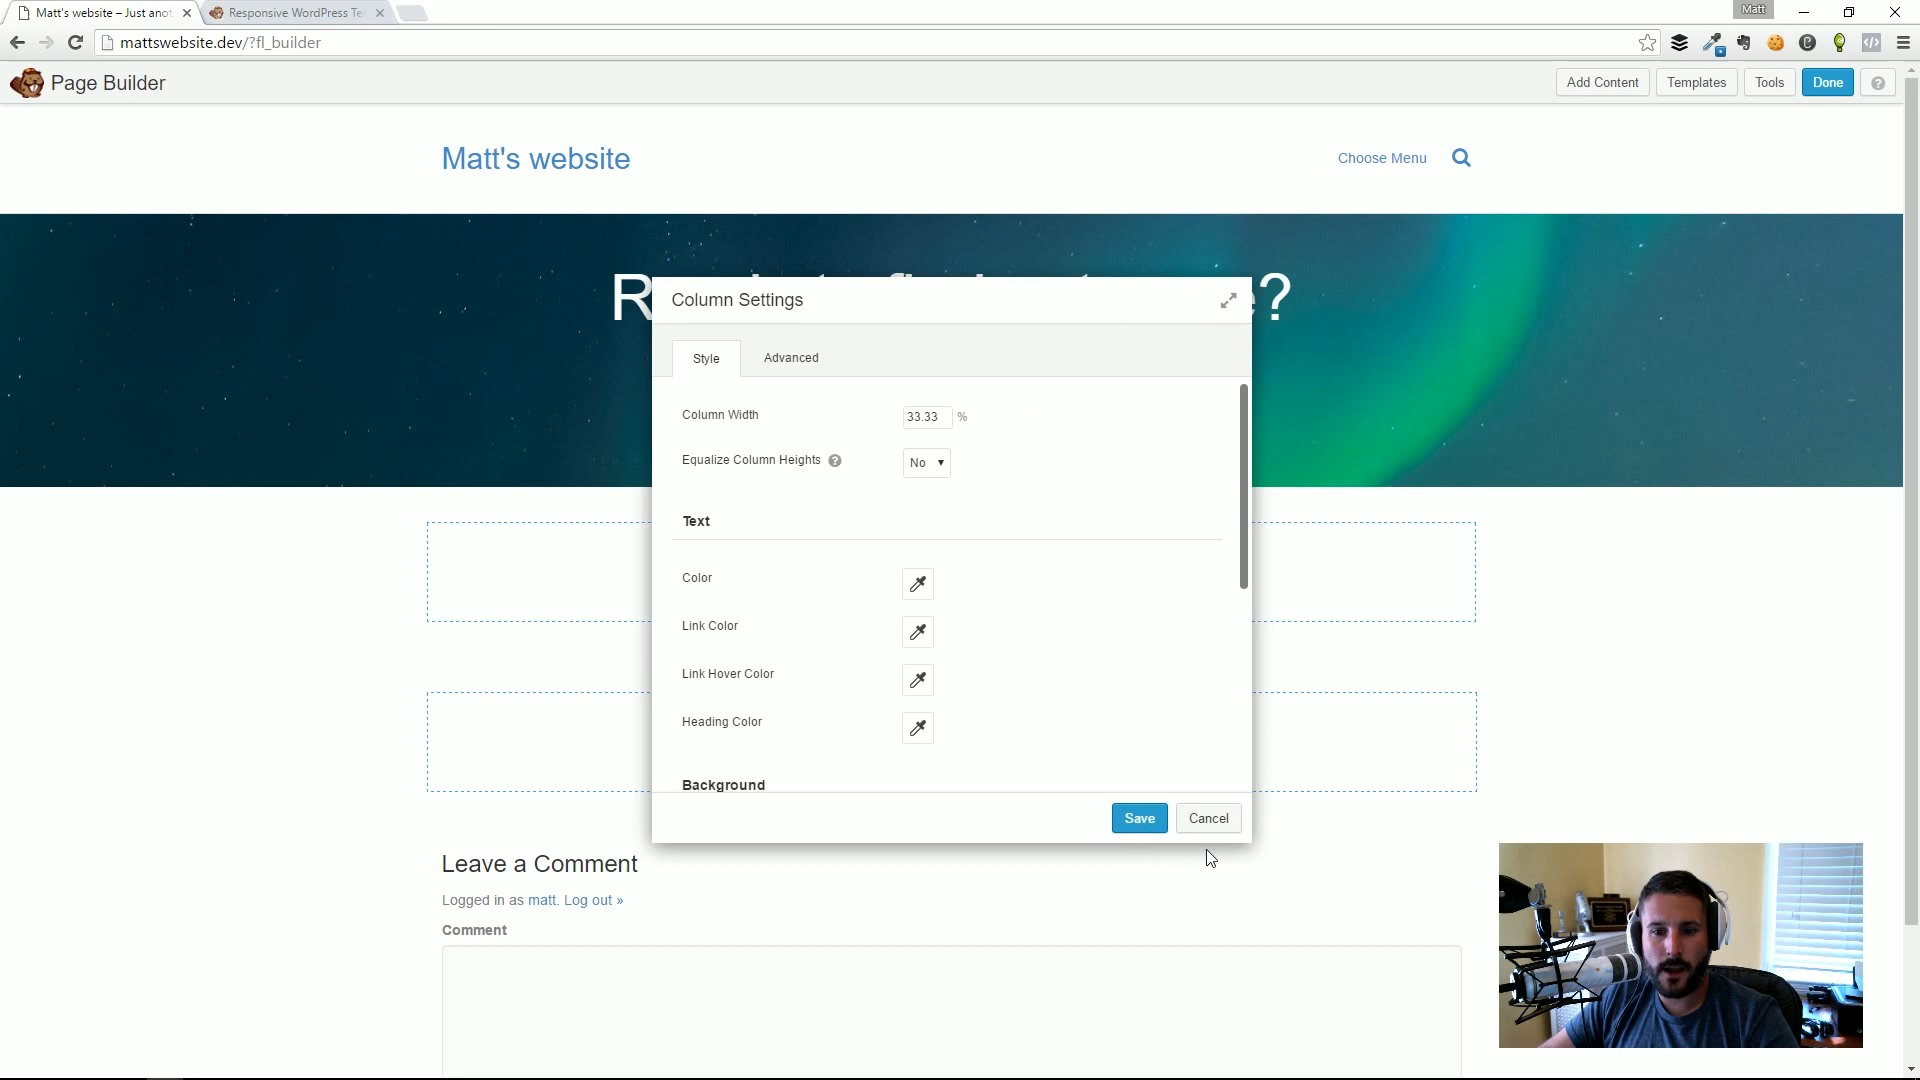 Matt's website – Just anot
Responsive WordPress Te
Matt
mattswebsite.dev/?fl_builder
Page Builder
Add Content
Templates
Tools
Done
?
Matt's website
Choose Menu
R
?
Column Settings
Style
Advanced
Column Width
33.33
%
Equalize Column Heights
?
No
Text
Color
Link Color
Link Hover Color
Heading Color
Background
Save
Cancel
Leave a Comment
Logged in as matt. Log out »
Comment